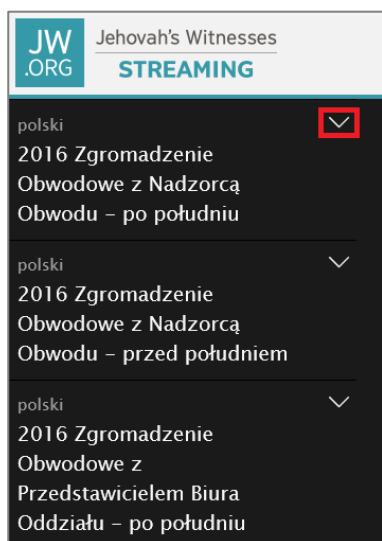 JW
.ORG
Jehovah's Witnesses
STREAMING
polski
2016 Zgromadzenie
Obwodowe z Nadzorcą
Obwodu – po południu
polski
2016 Zgromadzenie
Obwodowe z Nadzorcą
Obwodu – przed południem
polski
2016 Zgromadzenie
Obwodowe z
Przedstawicielem Biura
Oddziału – po południu